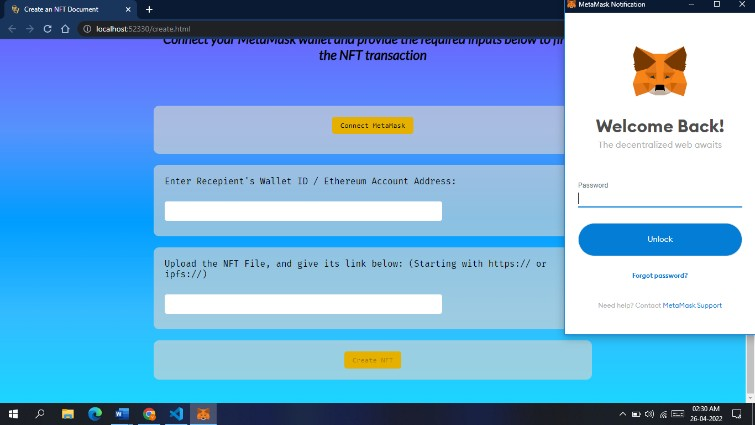 Create an NFT Document
MetaMask Notification
localhost:52330/create.html
Connect your MetaMask wallet and provide the required inputs below to
the NFT transaction
Connect MetaMask
Enter Recepient's Wallet ID / Ethereum Account Address:
Upload the NFT File, and give its link below: (Starting with https:// or
ipfs://)
Create NFT
Welcome Back!
The decentralized web awaits
Password
Unlock
Forgot password?
Need help? Contact MetaMask Support
02:30 AM
26-04-2022